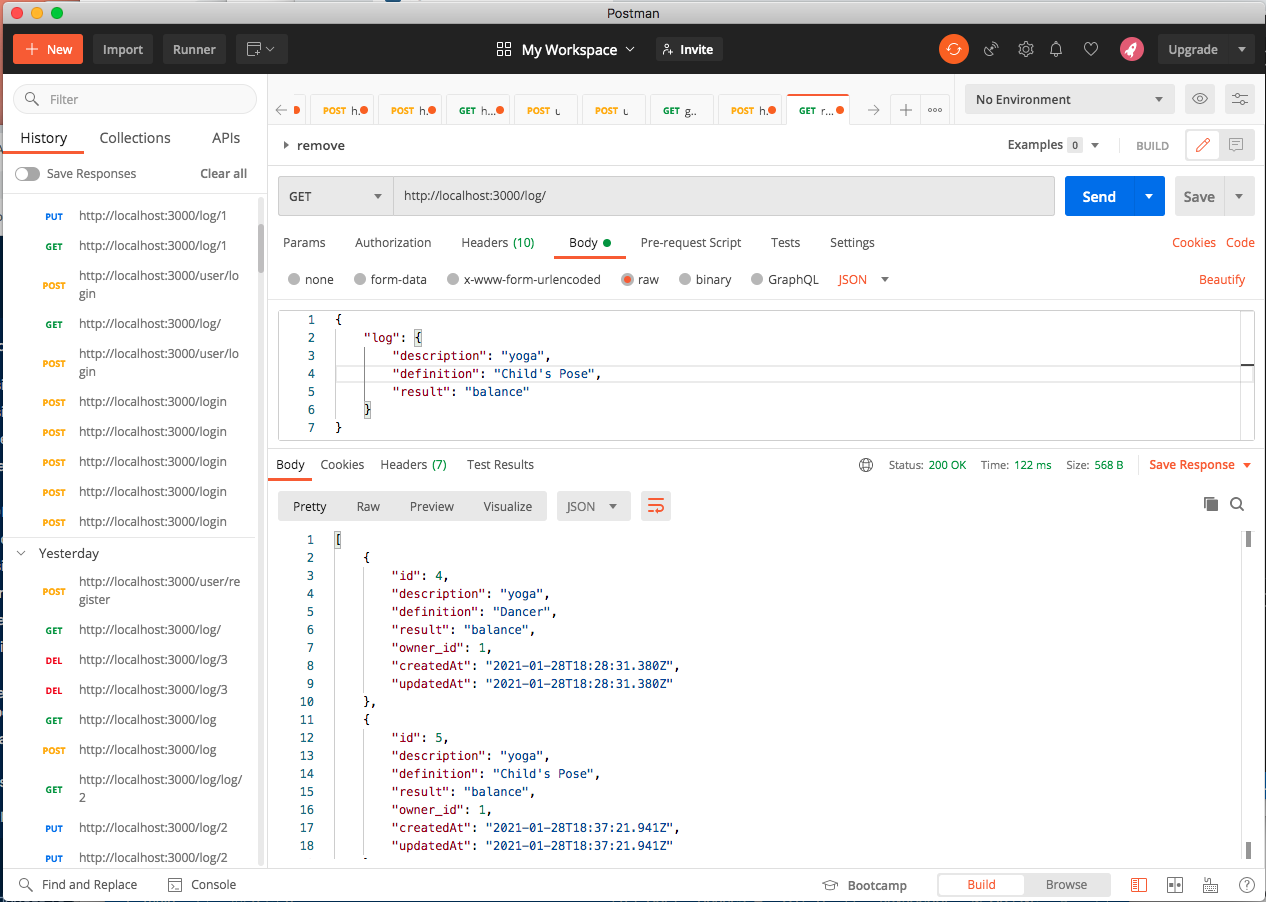 Postman
New Import Runner My Workspace Invite Upgrade
Filter
POST h. POST h. GET h... POST u POST u GET g.. POST h. GET r... No Environment
History Collections APIs
remove Examples 0 BUILD
Save Responses Clear all
GET http://localhost:3000/log/ Send Save
PUT http://localhost:3000/log/1
GET http://localhost:3000/log/1
POST http://localhost:3000/user/lo
gin
GET http://localhost:3000/log/
POST http://localhost:3000/user/lo
gin
POST http://localhost:3000/login
POST http://localhost:3000/login
POST http://localhost:3000/login
POST http://localhost:3000/login
POST http://localhost:3000/login
Yesterday
POST http://localhost:3000/user/re
gister
GET http://localhost:3000/log/
DEL http://localhost:3000/log/3
DEL http://localhost:3000/log/3
GET http://localhost:3000/log
POST http://localhost:3000/log
GET http://localhost:3000/log/log/
2
PUT http://localhost:3000/log/2
PUT http://localhost:3000/log/2
Params Authorization Headers (10) Body Pre-request Script Tests Settings Cookies Code
none form-data x-www-form-urlencoded raw binary GraphQL JSON Beautify
1 {
2 "log": {
3 "description": "yoga",
4 "definition": "Child's Pose",
5 "result": "balance"
6 }
7 }
Body Cookies Headers (7) Test Results Status: 200 OK Time: 122 ms Size: 568 B Save Response
Pretty Raw Preview Visualize JSON
1 [
2 {
3 "id": 4,
4 "description": "yoga",
5 "definition": "Dancer",
6 "result": "balance",
7 "owner_id": 1,
8 "createdAt": "2021-01-28T18:28:31.380Z",
9 "updatedAt": "2021-01-28T18:28:31.380Z"
10 },
11 {
12 "id": 5,
13 "description": "yoga",
14 "definition": "Child's Pose",
15 "result": "balance",
16 "owner_id": 1,
17 "createdAt": "2021-01-28T18:37:21.941Z",
18 "updatedAt": "2021-01-28T18:37:21.941Z"
Find and Replace Console Bootcamp Build Browse